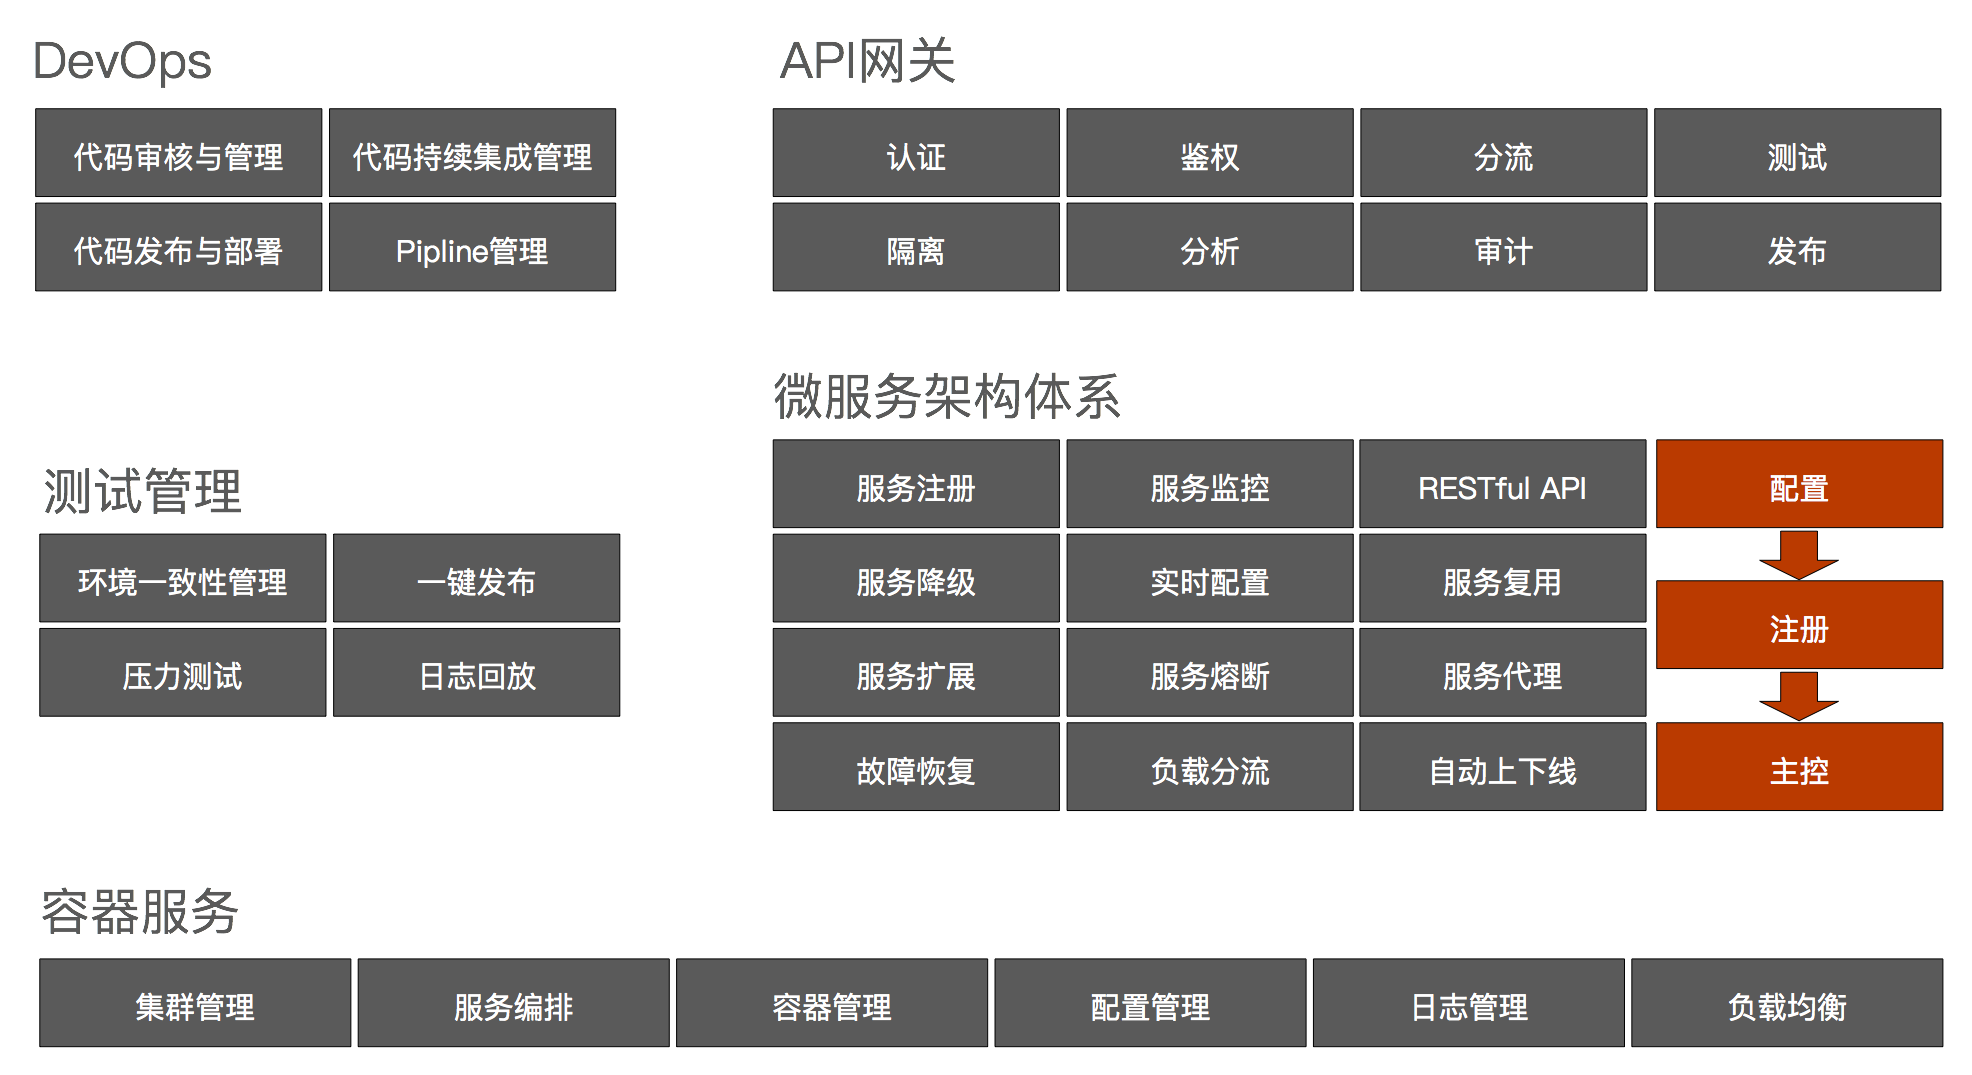 DevOps
代码审核与管理
代码持续集成管理
代码发布与部署
Pipline管理
API网关
认证
鉴权
分流
测试
隔离
分析
审计
发布
测试管理
环境一致性管理
一键发布
压力测试
日志回放
微服务架构体系
服务注册
服务监控
RESTful API
配置
服务降级
实时配置
服务复用
注册
服务扩展
服务熔断
服务代理
故障恢复
负载分流
自动上下线
主控
容器服务
集群管理
服务编排
容器管理
配置管理
日志管理
负载均衡